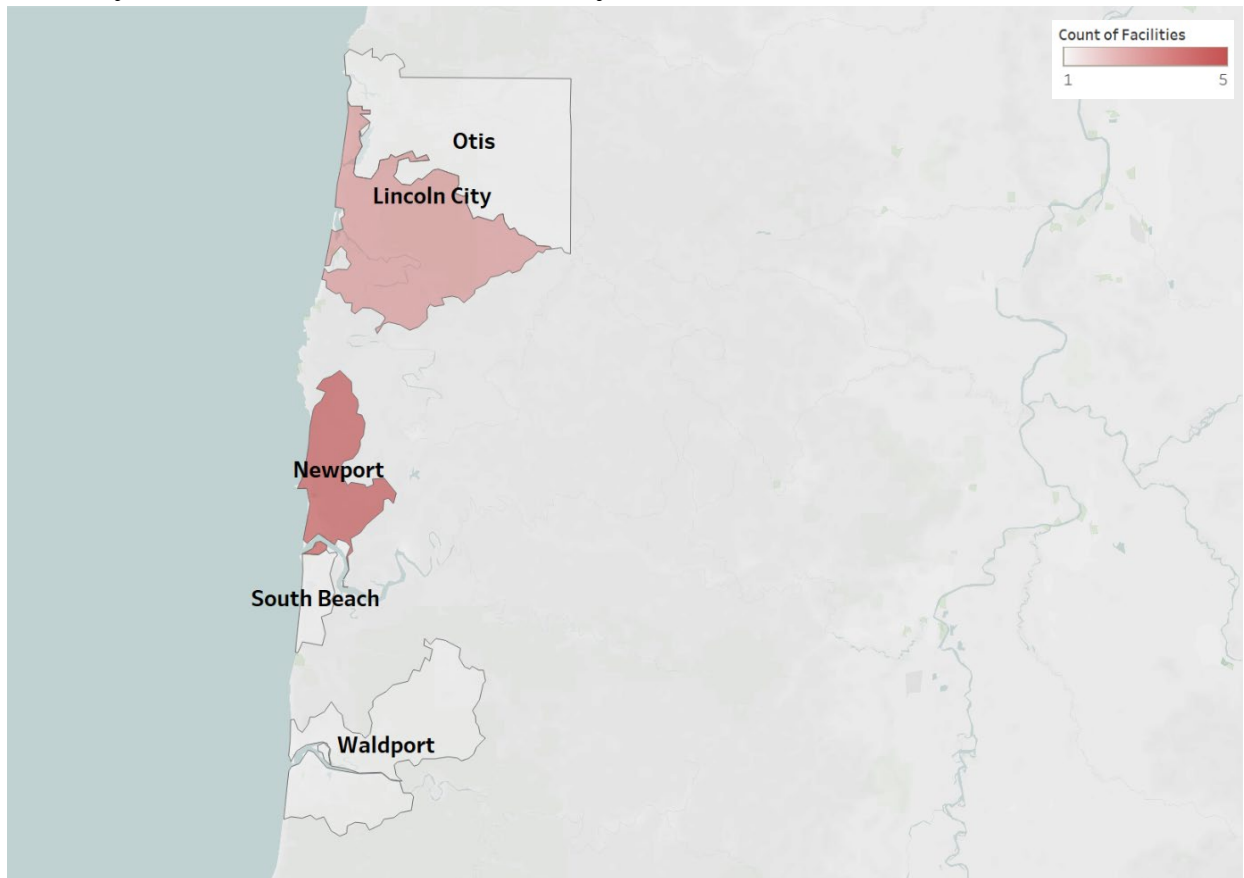 Count of Facilities
1 5
Otis
Lincoln City
Newport
South Beach
Waldport